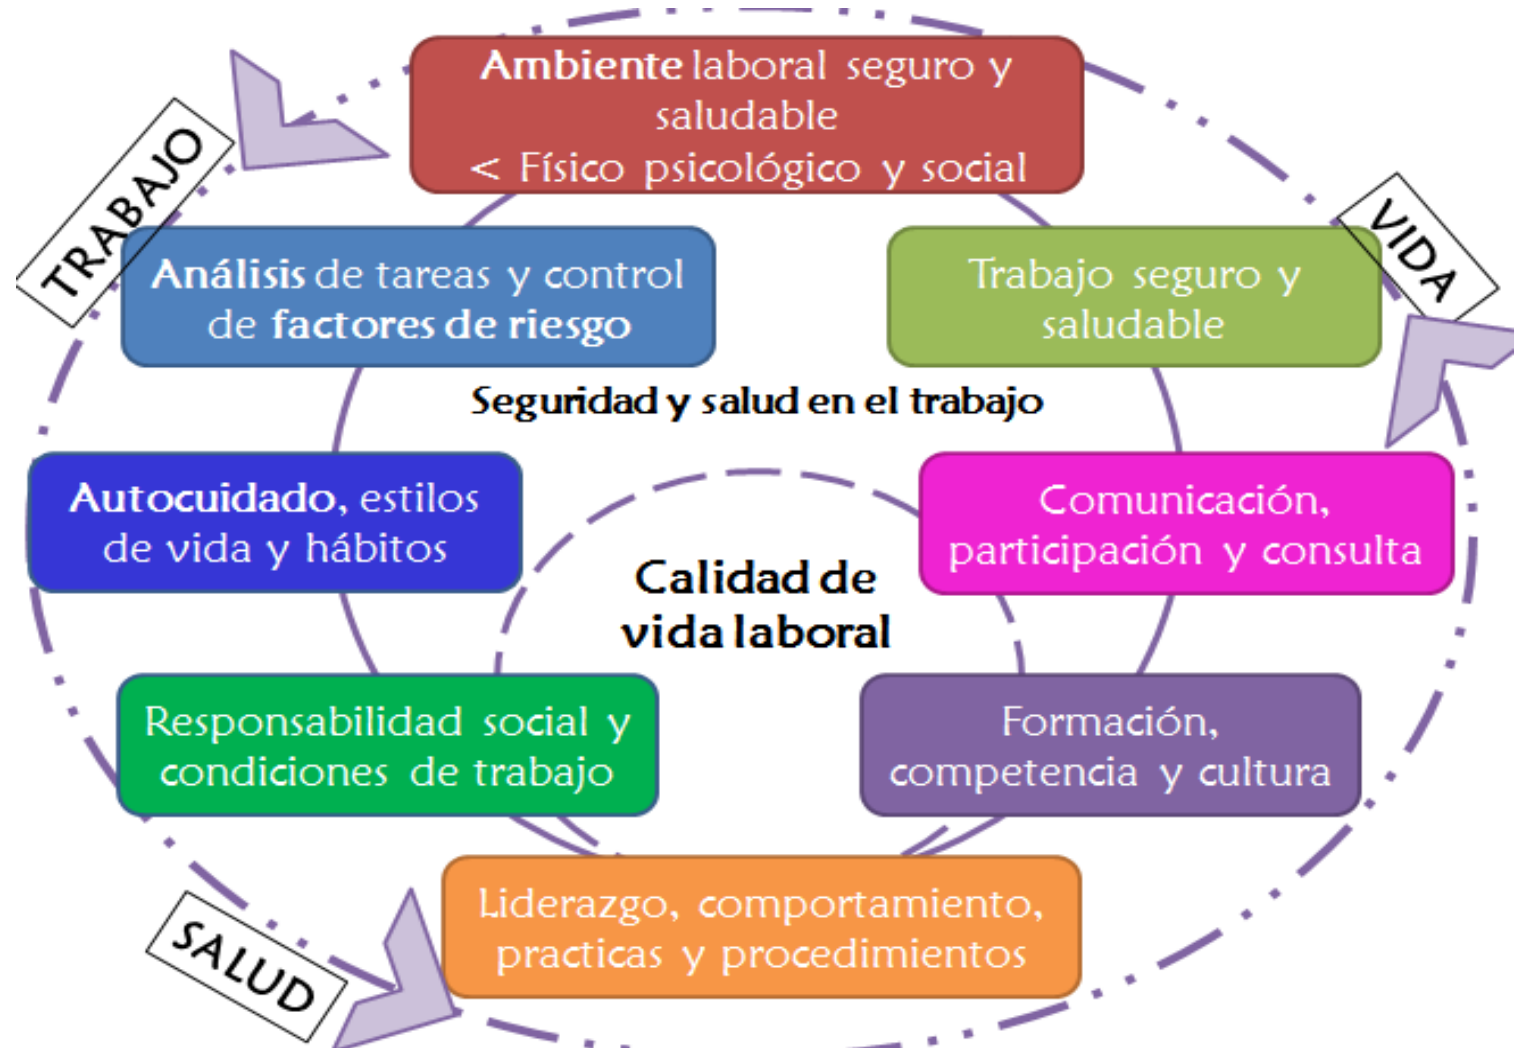 Ambiente laboral seguro y
saludable
< Físico psicológico y social
TRABAJO
VIDA
Análisis de tareas y control
de factores de riesgo
Trabajo seguro y
saludable
Seguridad y salud en el trabajo
Autocuidado, estilos
de vida y hábitos
Comunicación,
participación y consulta
Calidad de
vida laboral
Responsabilidad social y
condiciones de trabajo
Formación,
competencia y cultura
Liderazgo, comportamiento,
practicas y procedimientos
SALUD